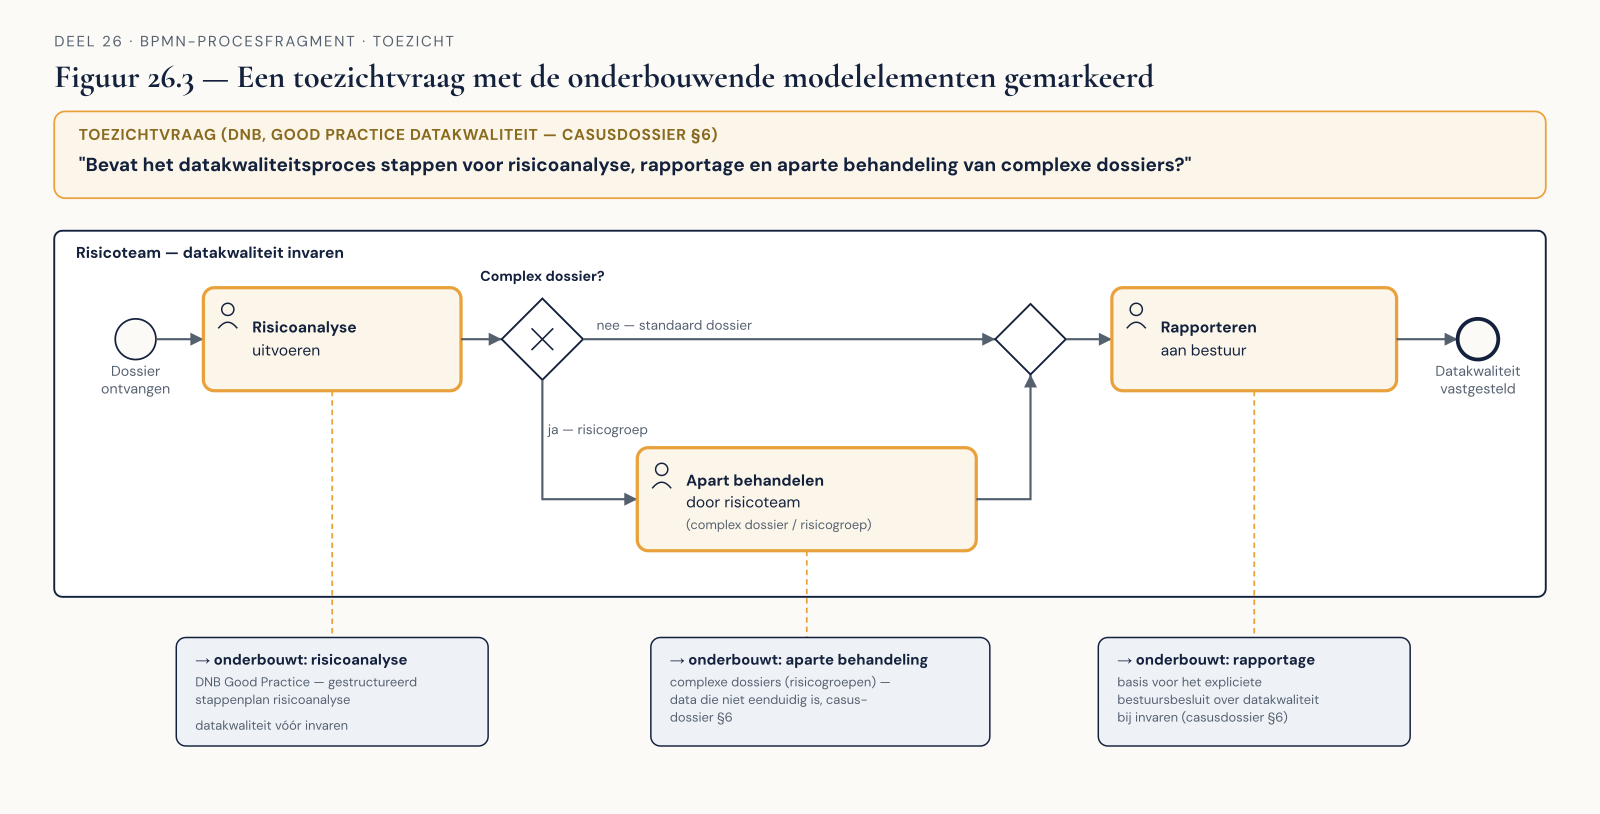 DEEL 26 · BPMN-PROCESFRAGMENT · TOEZICHT
Figuur 26.3 — Een toezichtvraag met de onderbouwende modelelementen gemarkeerd
TOEZICHTVRAAG (DNB, GOOD PRACTICE DATAKWALITEIT — CASUSDOSSIER §6)
"Bevat het datakwaliteitsproces stappen voor risicoanalyse, rapportage en aparte behandeling van complexe dossiers?"
Risicoteam — datakwaliteit invaren
Complex dossier?
Dossier
ontvangen
Risicoanalyse
uitvoeren
nee — standaard dossier
ja — risicogroep
Apart behandelen
door risicoteam
(complex dossier / risicogroep)
Rapporteren
aan bestuur
Datakwaliteit
vastgesteld
→ onderbouwt: risicoanalyse
DNB Good Practice — gestructureerd
stappenplan risicoanalyse
datakwaliteit vóór invaren
→ onderbouwt: aparte behandeling
complexe dossiers (risicogroepen) —
data die niet eenduidig is, casus-
dossier §6
→ onderbouwt: rapportage
basis voor het expliciete
bestuursbesluit over datakwaliteit
bij invaren (casusdossier §6)